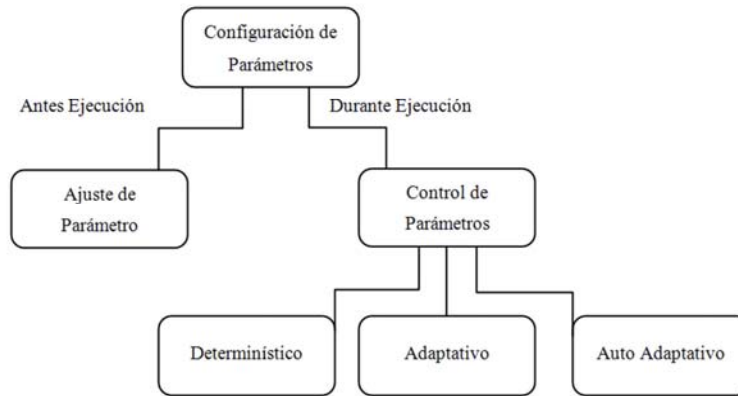 Configuración de
Parámetros
Antes Ejecución
Durante Ejecución
Ajuste de
Parámetro
Control de
Parámetros
Determinístico
Adaptativo
Auto Adaptativo